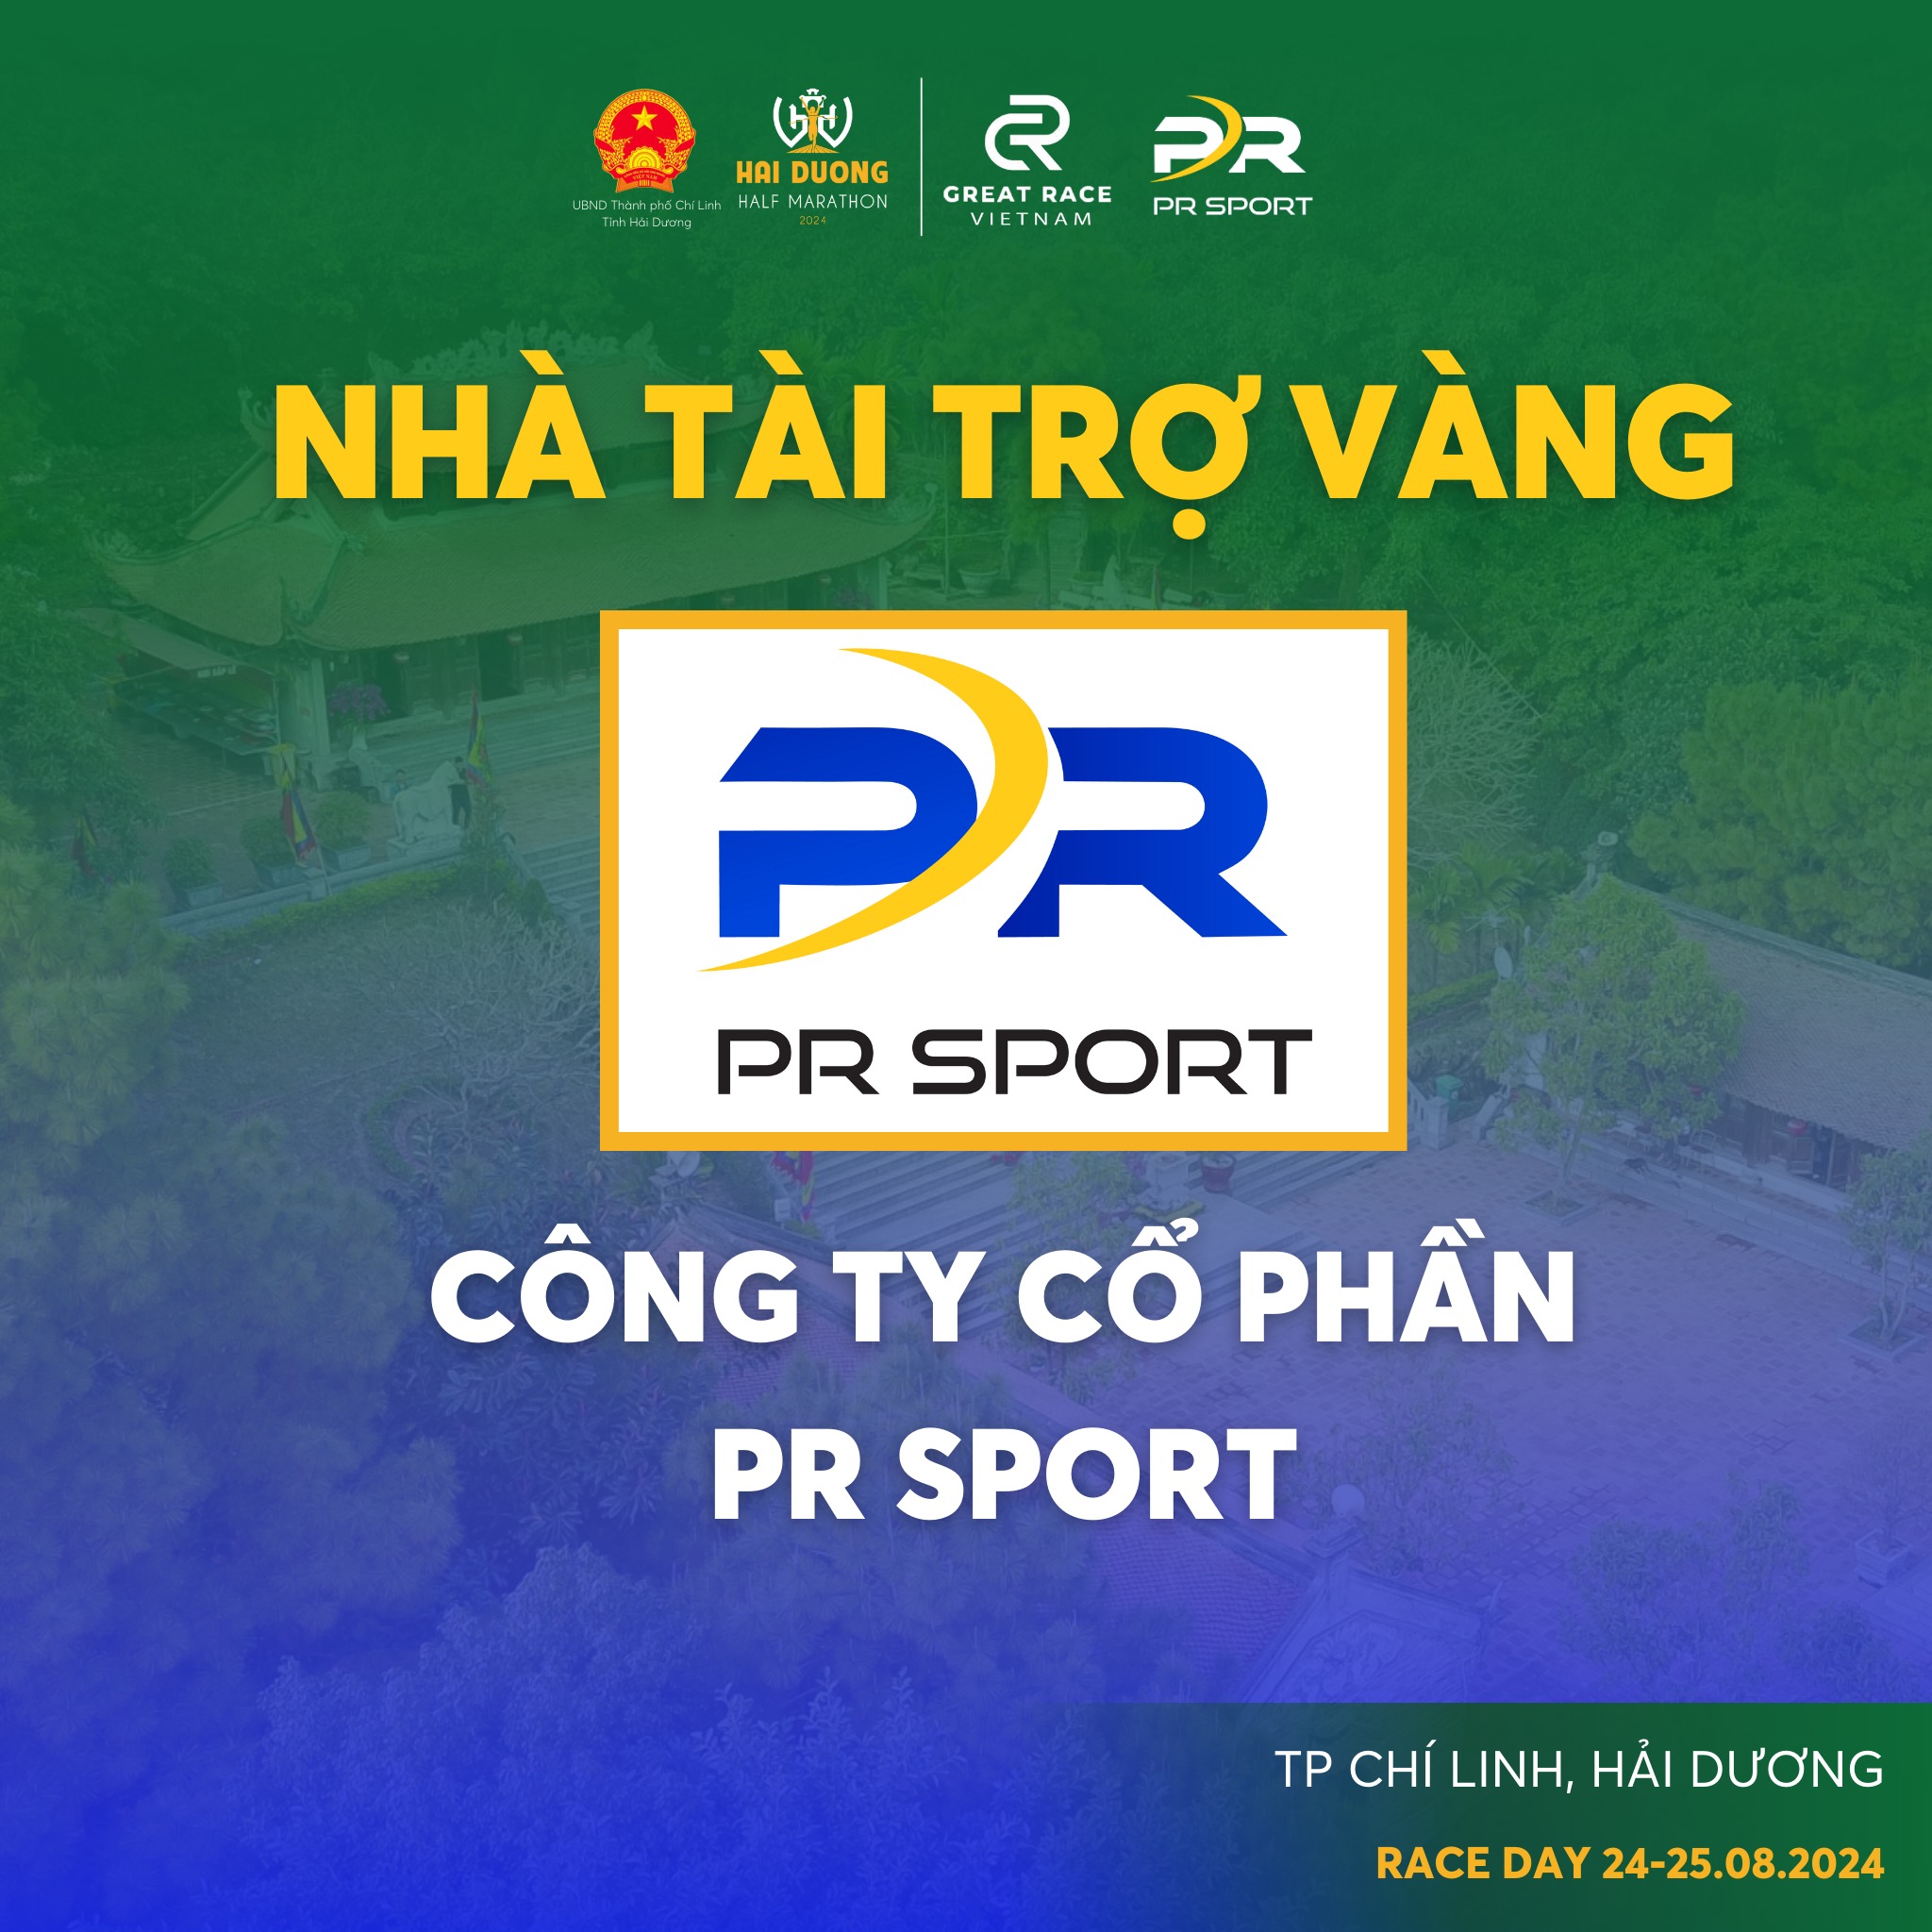 UBND Thành phố Chí Linh
Tỉnh Hải Dương
HAI DUONG
HALF MARATHON
2024
GREAT RACE
VIETNAM
PR
PR SPORT
NHÀ TÀI TRỢ VÀNG
PR
PR SPORT
CÔNG TY CỔ PHẦN
PR SPORT
TP CHÍ LINH, HẢI DƯƠNG
RACE DAY 24-25.08.2024